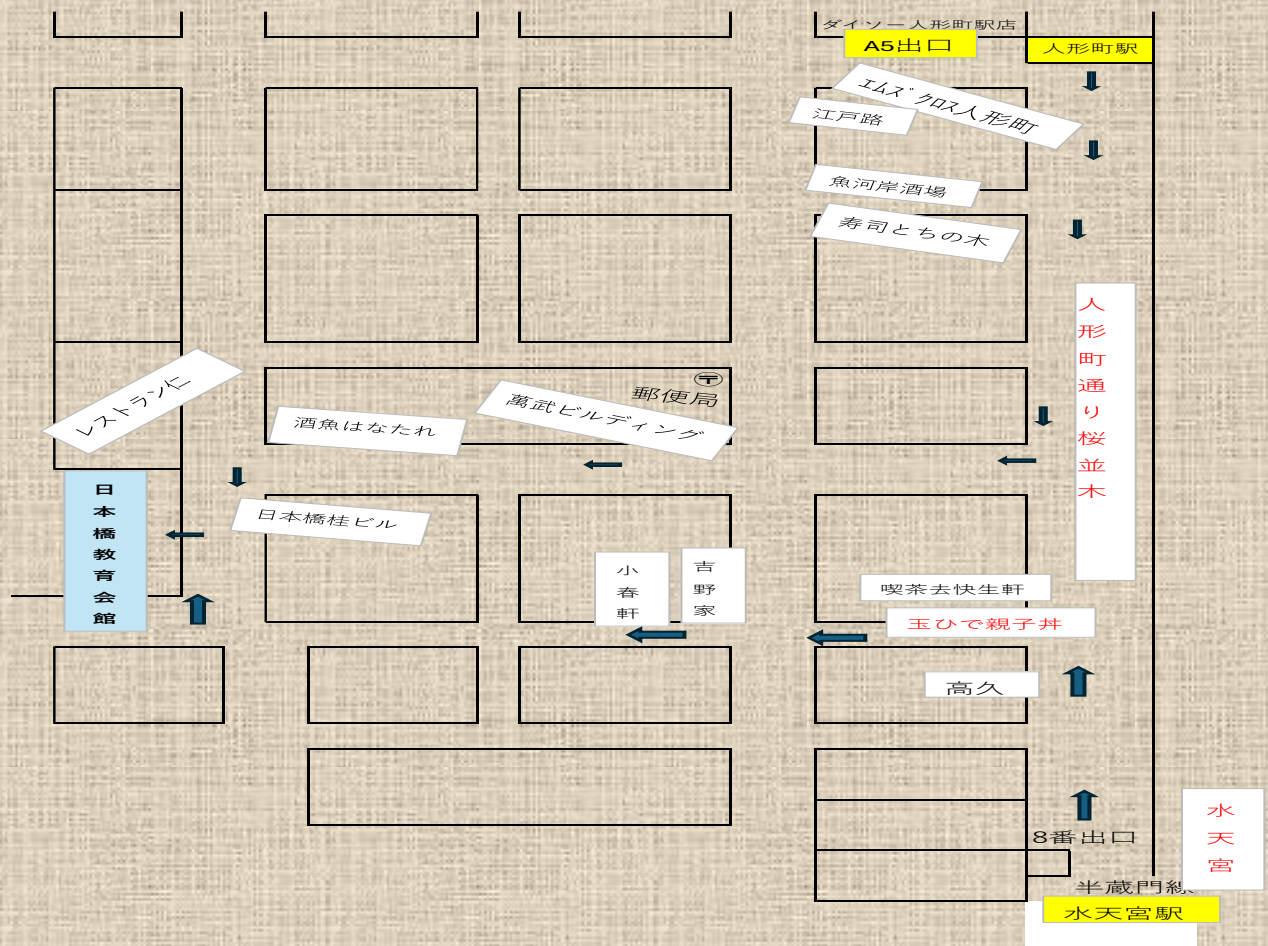 ダイソー人形町駅店
A5出口
人形町駅
エムズクロス人形町
江戸路
魚河岸酒場
寿司とちの木
人形町通り桜並木
レストラン仁
〒
郵便局
萬武ビルディング
酒魚はなたれ
日本橋教育会館
日本橋桂ビル
小春軒
吉野家
喫茶去快生軒
玉ひで親子丼
高久
水天宮
8番出口
半蔵門線
水天宮駅